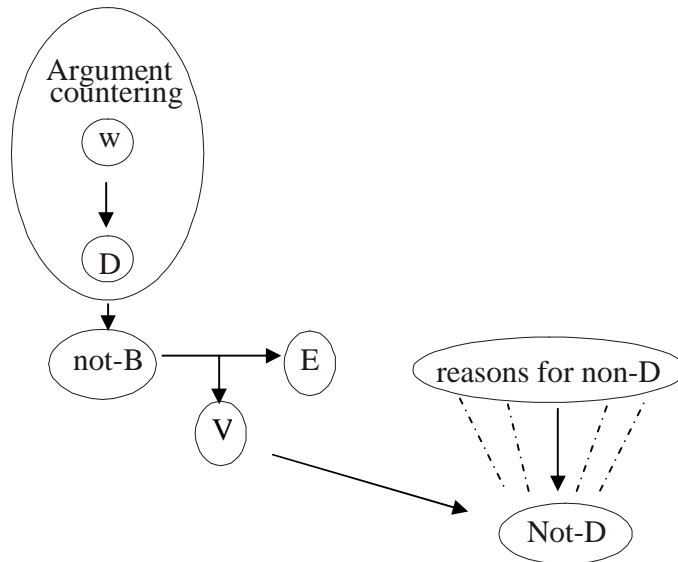 Argument
countering
w
D
not-B
E
reasons for non-D
V
Not-D